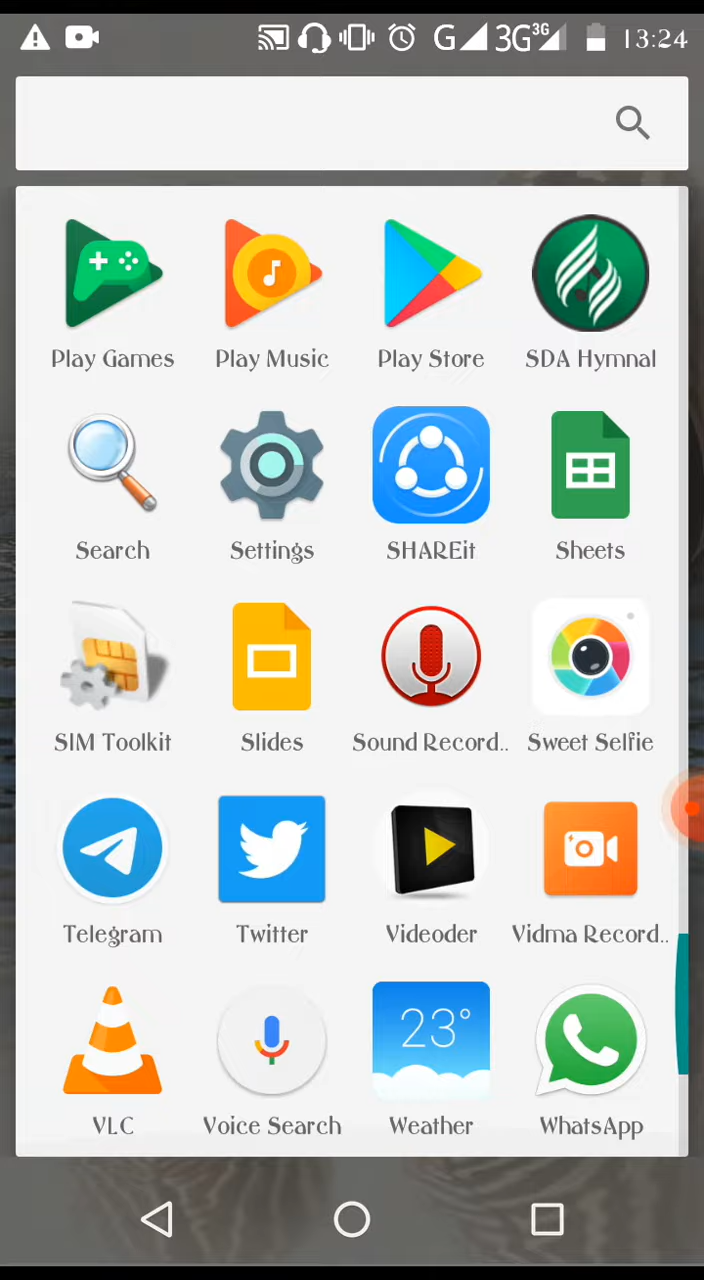 G 3G 3G 13:24
Play Games Play Music Play Store SDA Hymnal
Search Settings SHAREit Sheets
SIM Toolkit Slides Sound Record.. Sweet Selfie
Telegram Twitter Videoder Vidma Record..
23°
VLC Voice Search Weather WhatsApp